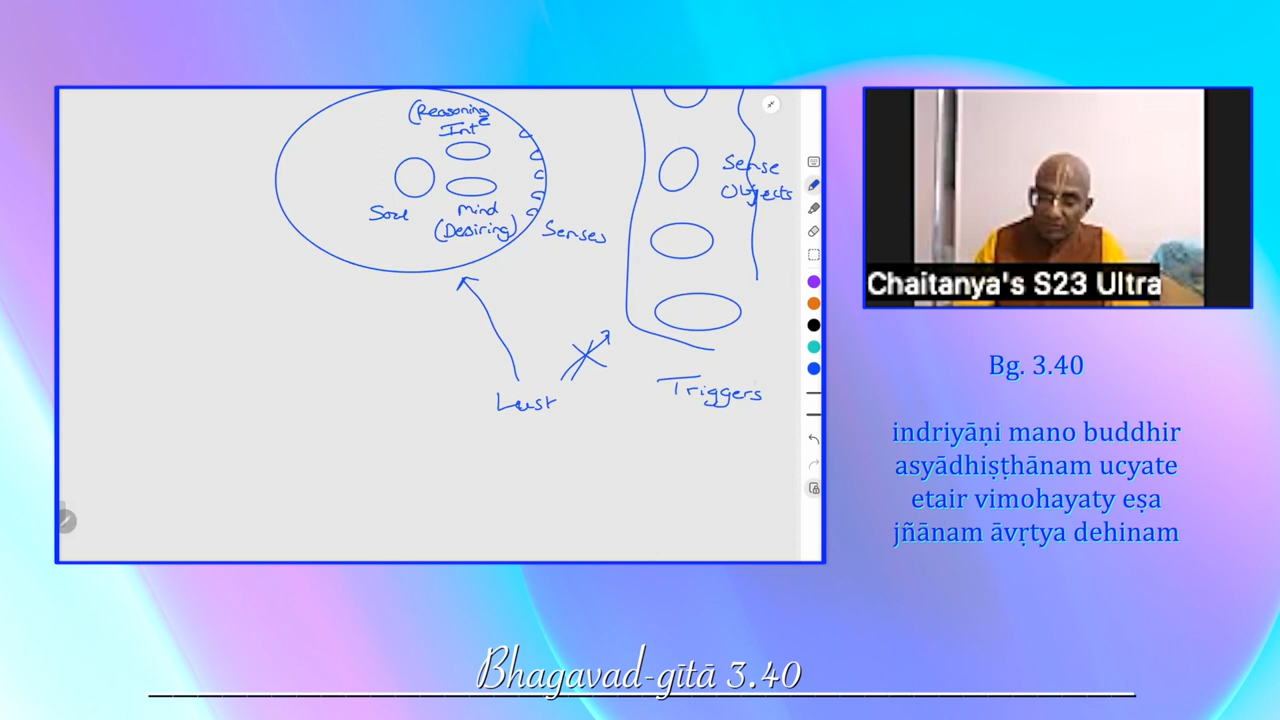 (Reasoning
Intᵉ
Soul
Mind
(Desiring)
Senses
Sense
Objects
Lust
Triggers
Chaitanya's S23 Ultra
Bg. 3.40
indriyāṇi mano buddhir
asyādhiṣṭhānam ucyate
etair vimohayaty eṣa
jñānam āvṛtya dehinam
Bhagavad-gītā 3.40